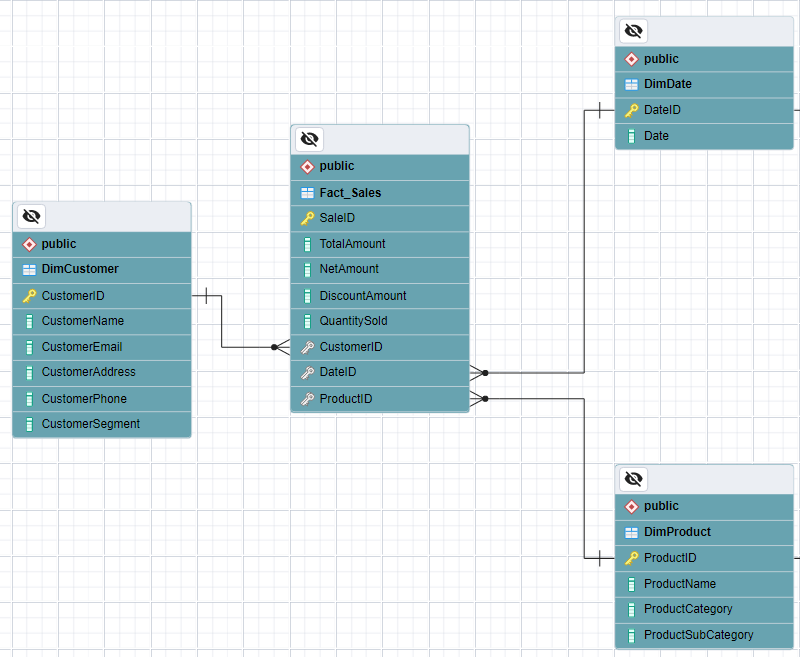 public
DimCustomer
CustomerID
CustomerName
CustomerEmail
CustomerAddress
CustomerPhone
CustomerSegment
public
Fact_Sales
SaleID
TotalAmount
NetAmount
DiscountAmount
QuantitySold
CustomerID
DateID
ProductID
public
DimDate
DateID
Date
public
DimProduct
ProductID
ProductName
ProductCategory
ProductSubCategory